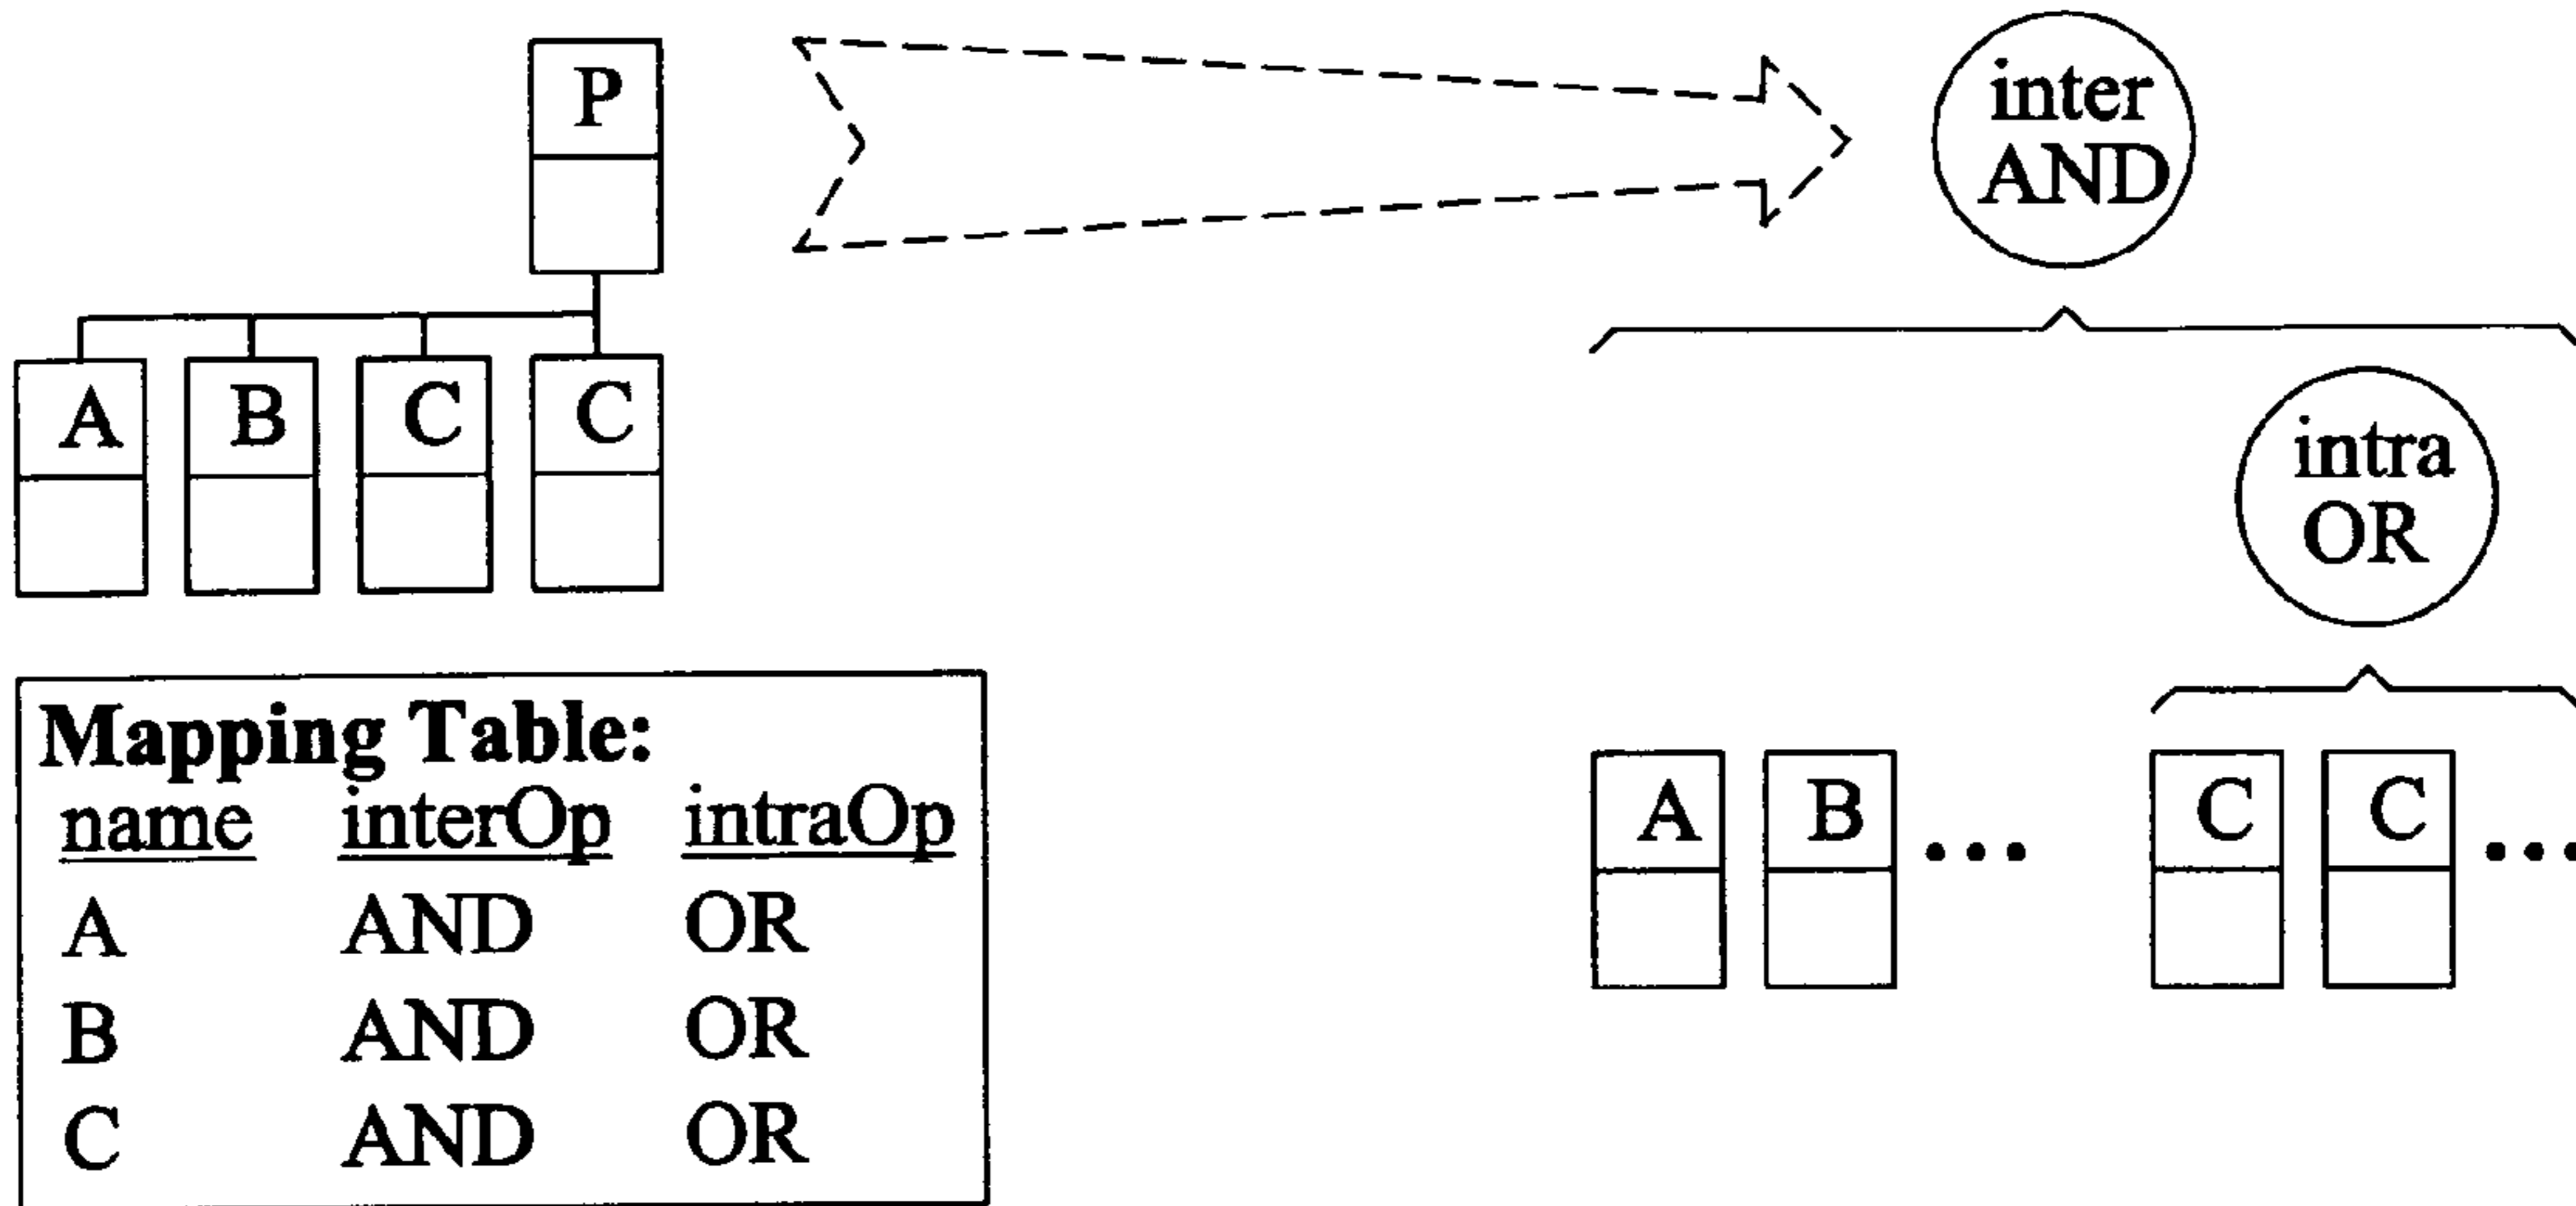 P
inter
AND
A B C C
intra
OR
Mapping Table:
name interOp intraOp
A AND OR
B AND OR
C AND OR
A B ... C C ...